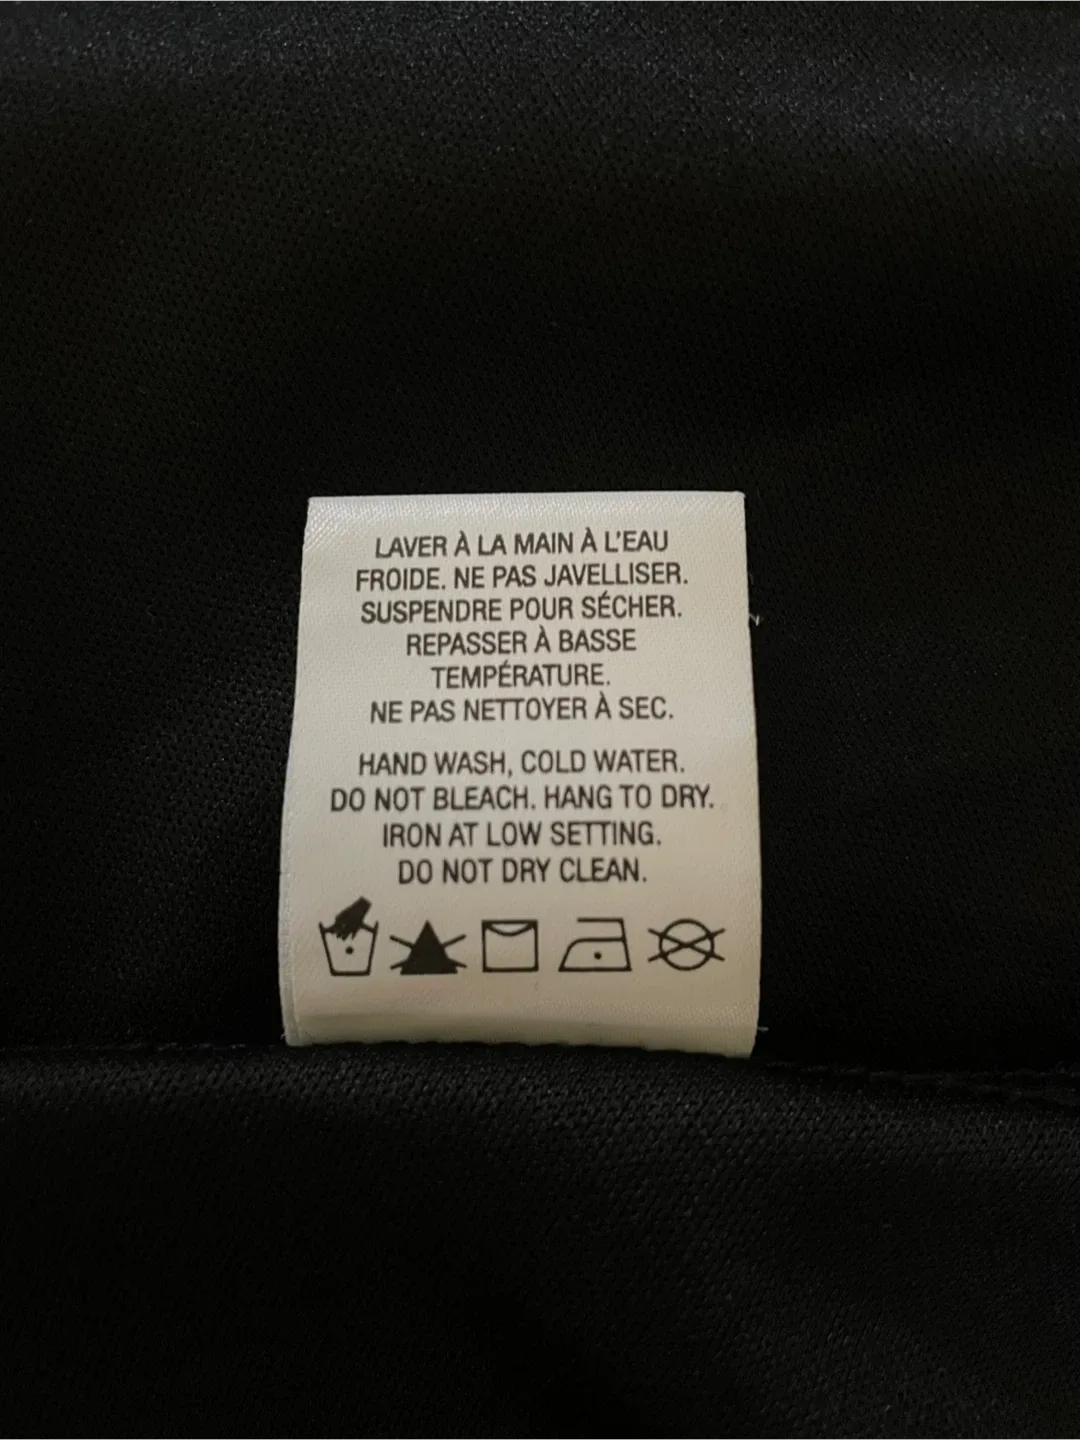 LAVER À LA MAIN À L'EAU
FROIDE. NE PAS JAVELLISER.
SUSPENDRE POUR SÉCHER.
REPASSER À BASSE
TEMPÉRATURE.
NE PAS NETTOYER À SEC.
HAND WASH, COLD WATER.
DO NOT BLEACH. HANG TO DRY.
IRON AT LOW SETTING.
DO NOT DRY CLEAN.